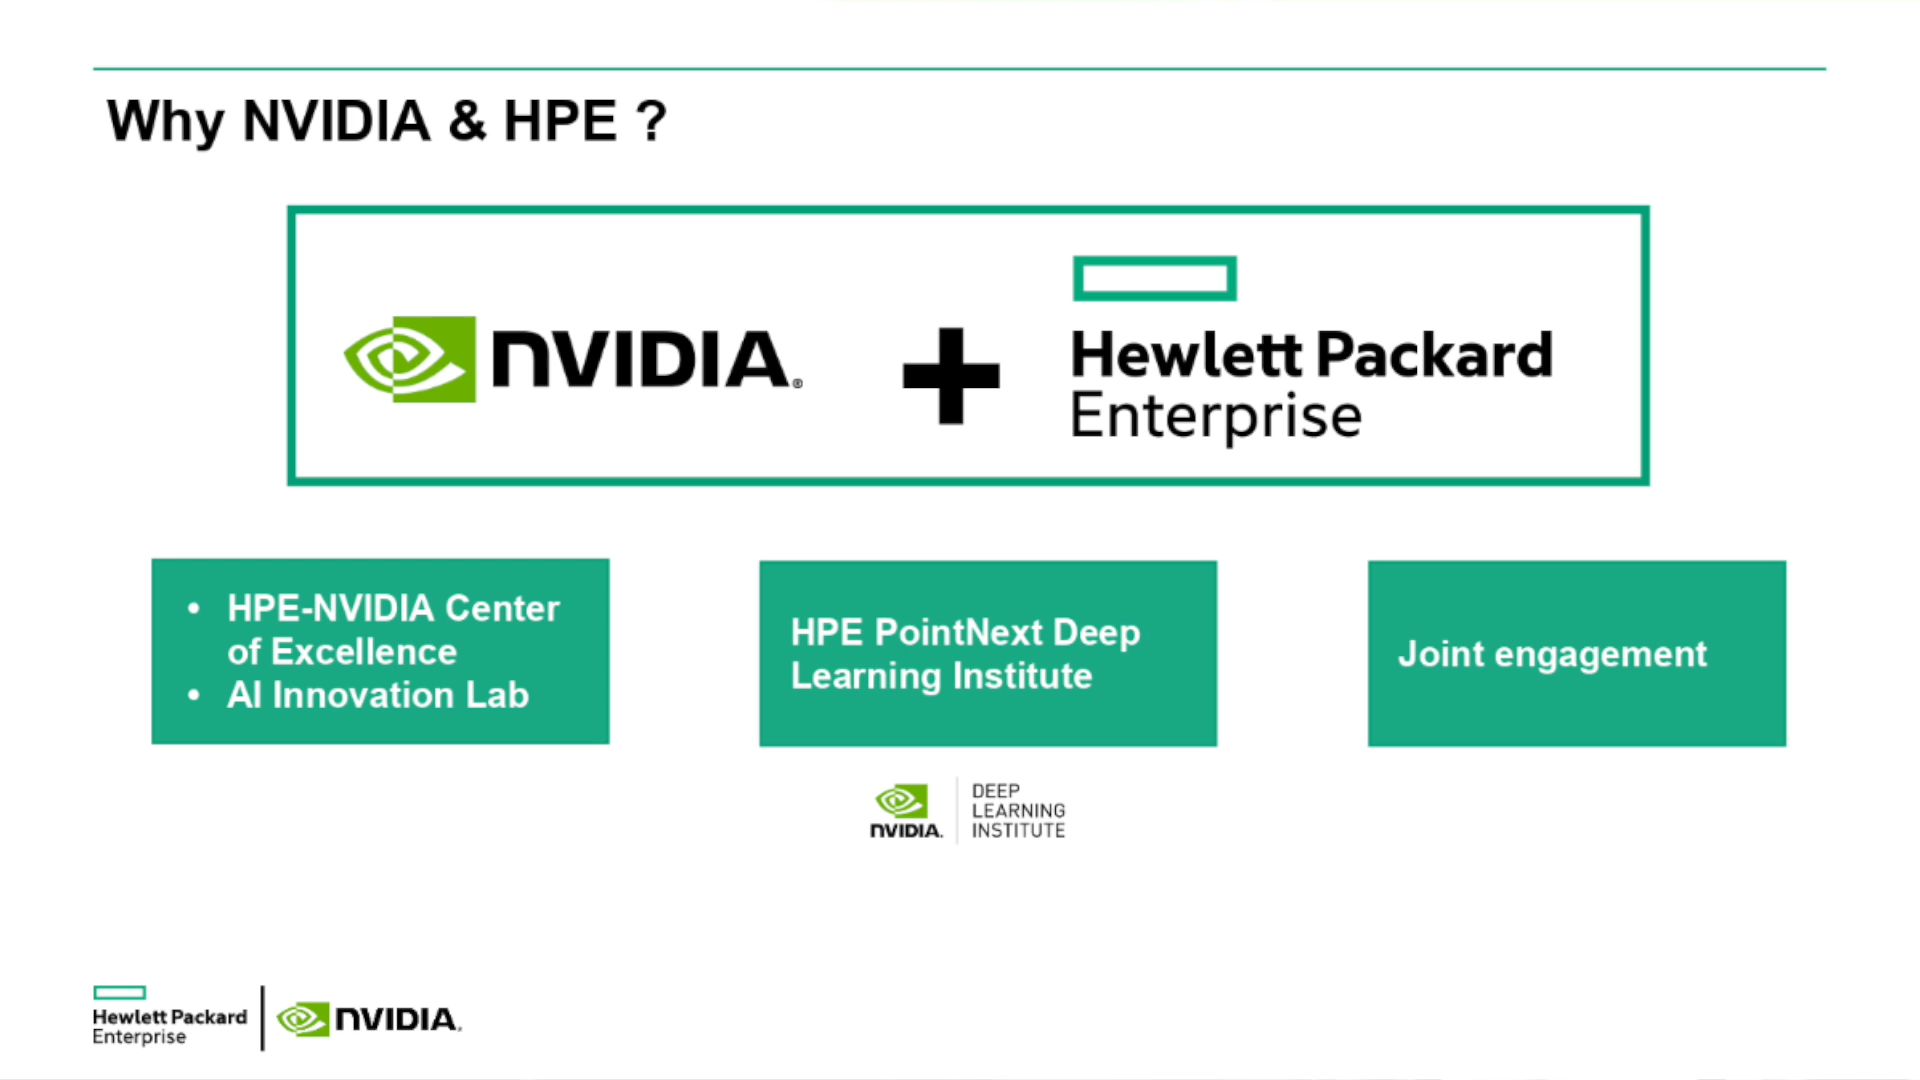 Why NVIDIA & HPE ?
NVIDIA®
+
Hewlett Packard
Enterprise
• HPE-NVIDIA Center
of Excellence
• AI Innovation Lab
HPE PointNext Deep
Learning Institute
Joint engagement
NVIDIA.
DEEP
LEARNING
INSTITUTE
Hewlett Packard
Enterprise
NVIDIA.